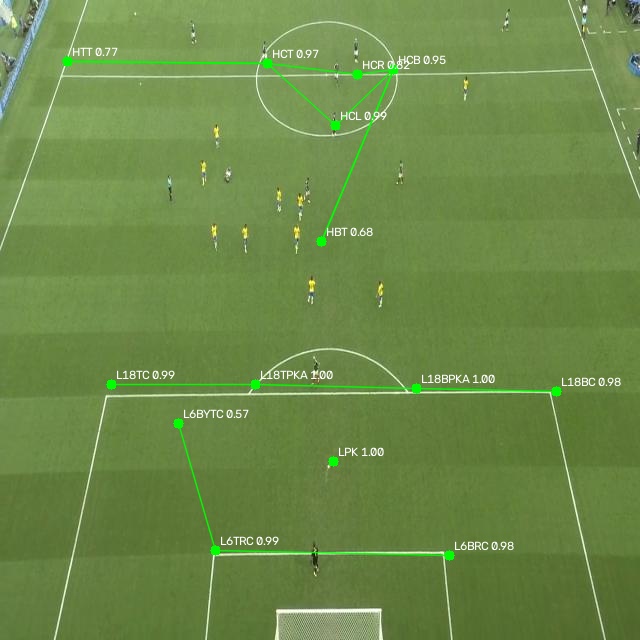 HTT 0.77
HCT 0.97
HCR 0.82
HCB 0.95
HCL 0.99
HBT 0.68
L18TC 0.99
L18TPKA 1.00
L18BPKA 1.00
L18BC 0.98
L6BYTC 0.57
LPK 1.00
L6TRC 0.99
L6BRC 0.98